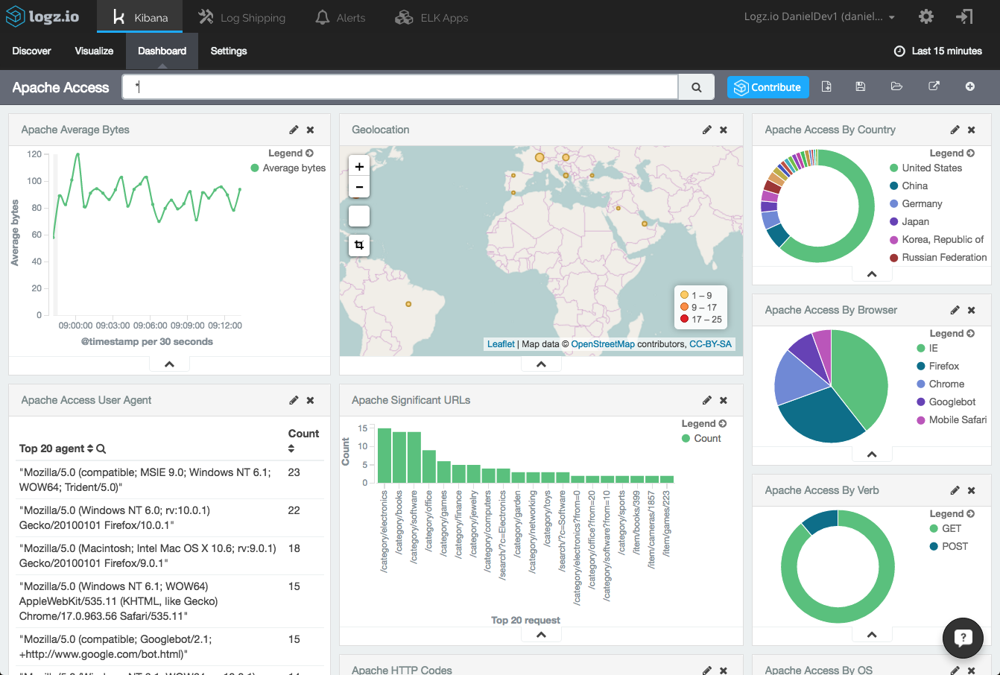 logz.io
Kibana
Log Shipping
Alerts
ELK Apps
Logz.io DanielDev1 (daniel...
Discover
Visualize
Dashboard
Settings
Last 15 minutes
Apache Access
*
Contribute
Apache Average Bytes
Legend
Average bytes
120
100
80
60
40
20
0
Average bytes
09:00:00 09:03:00 09:06:00 09:09:00 09:12:00
@timestamp per 30 seconds
Geolocation
+
−
1 – 9
9 – 17
17 – 25
Leaflet | Map data © OpenStreetMap contributors, CC-BY-SA
Apache Access By Country
Legend
United States
China
Germany
Japan
Korea, Republic of
Russian Federation
Apache Access By Browser
Legend
IE
Firefox
Chrome
Googlebot
Mobile Safari
Apache Access User Agent
Top 20 agent
Count
"Mozilla/5.0 (compatible; MSIE 9.0; Windows NT 6.1;
WOW64; Trident/5.0)"
23
"Mozilla/5.0 (Windows NT 6.0; rv:10.0.1)
Gecko/20100101 Firefox/10.0.1"
22
"Mozilla/5.0 (Macintosh; Intel Mac OS X 10.6; rv:9.0.1)
Gecko/20100101 Firefox/9.0.1"
18
"Mozilla/5.0 (Windows NT 6.1; WOW64)
AppleWebKit/535.11 (KHTML, like Gecko)
Chrome/17.0.963.56 Safari/535.11"
15
"Mozilla/5.0 (compatible; Googlebot/2.1;
+http://www.google.com/bot.html)"
15
Apache Significant URLs
Legend
Count
15
10
5
0
Count
/category/electronics
/category/books
/category/software
/category/office
/category/games
/category/finance
/category/jewelry
/category/computers
/search/?c=Electronics
/category/garden
/category/networking
/category/toys
/search/?c=Software
/category/electronics?from=0
/category/office?from=20
/category/software?from=10
/category/sports
/item/books/399
/item/cameras/1857
/item/games/223
Top 20 request
Apache Access By Verb
Legend
GET
POST
?
Apache HTTP Codes
Apache Access By OS